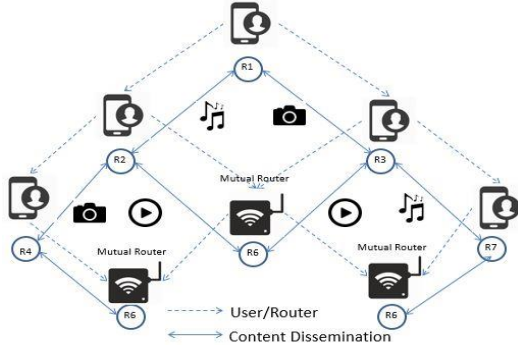 R1
R2
R3
Mutual Router
R4
R6
R7
Mutual Router
Mutual Router
R6
R6
User/Router
Content Dissemination